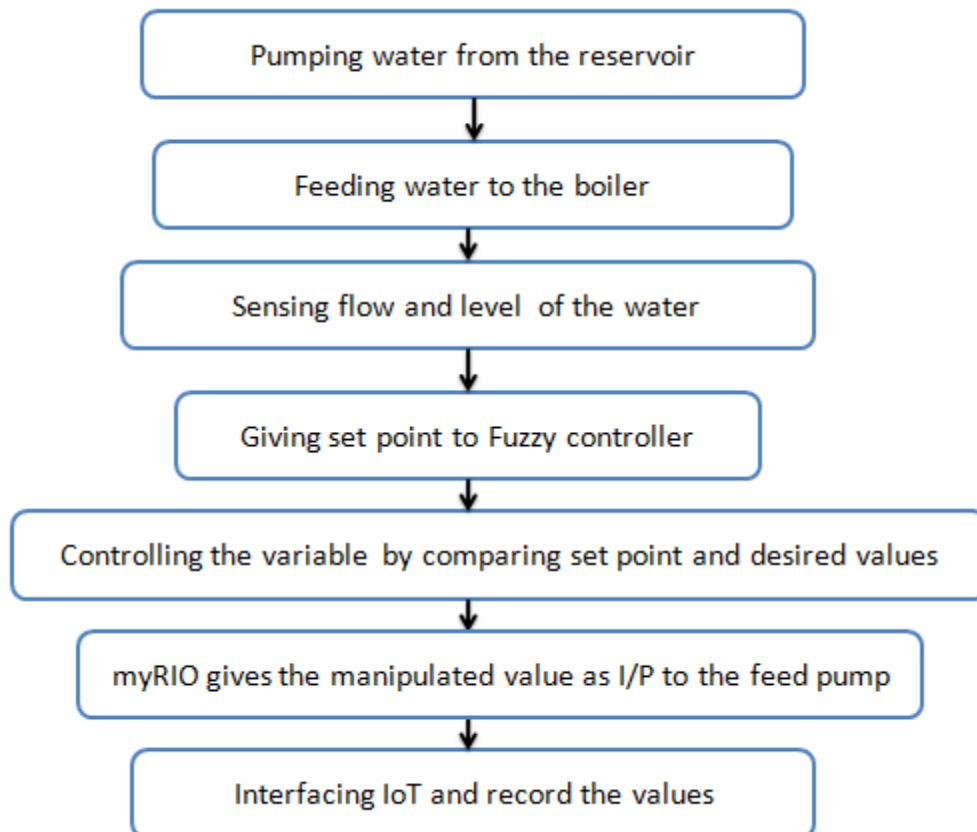 Pumping water from the reservoir
Feeding water to the boiler
Sensing flow and level of the water
Giving set point to Fuzzy controller
Controlling the variable by comparing set point and desired values
myRIO gives the manipulated value as I/P to the feed pump
Interfacing IoT and record the values